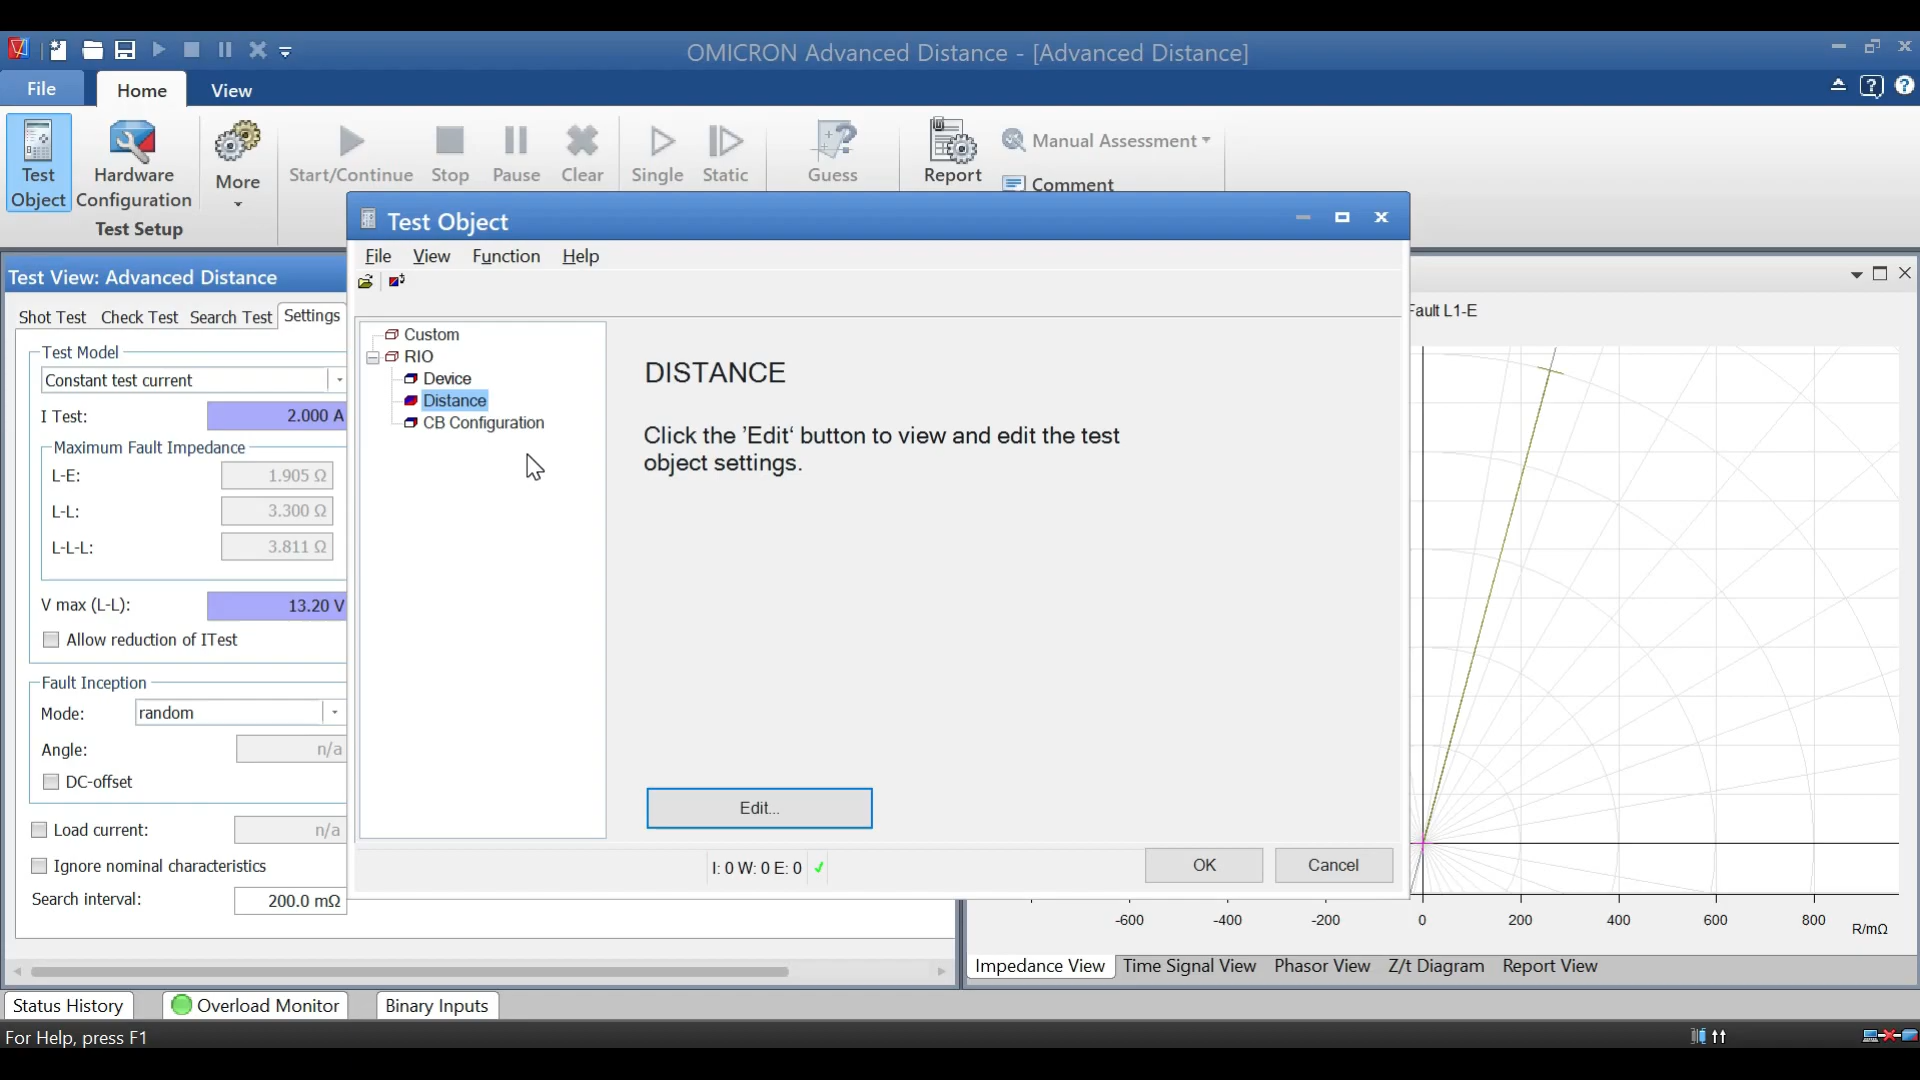 OMICRON Advanced Distance - [Advanced Distance]
File
Home
View
Test
Object
Hardware
Configuration
More
Test Setup
Start/Continue
Stop
Pause
Clear
Single
Static
Guess
Report
Manual Assessment
Comment
Test View: Advanced Distance
Shot Test
Check Test
Search Test
Settings
Test Model
Constant test current
I Test:
2.000 A
Maximum Fault Impedance
L-E:
1.905 Ω
L-L:
3.300 Ω
L-L-L:
3.811 Ω
V max (L-L):
13.20 V
Allow reduction of ITest
Fault Inception
Mode:
random
Angle:
n/a
DC-offset
Load current:
n/a
Ignore nominal characteristics
Search interval:
200.0 mΩ
Test Object
File
View
Function
Help
Custom
RIO
Device
Distance
CB Configuration
DISTANCE
Click the 'Edit‘ button to view and edit the test
object settings.
Edit...
I: 0 W: 0 E: 0
OK
Cancel
Fault L1-E
-600
-400
-200
0
200
400
600
800
R/mΩ
Impedance View
Time Signal View
Phasor View
Z/t Diagram
Report View
Status History
Overload Monitor
Binary Inputs
For Help, press F1